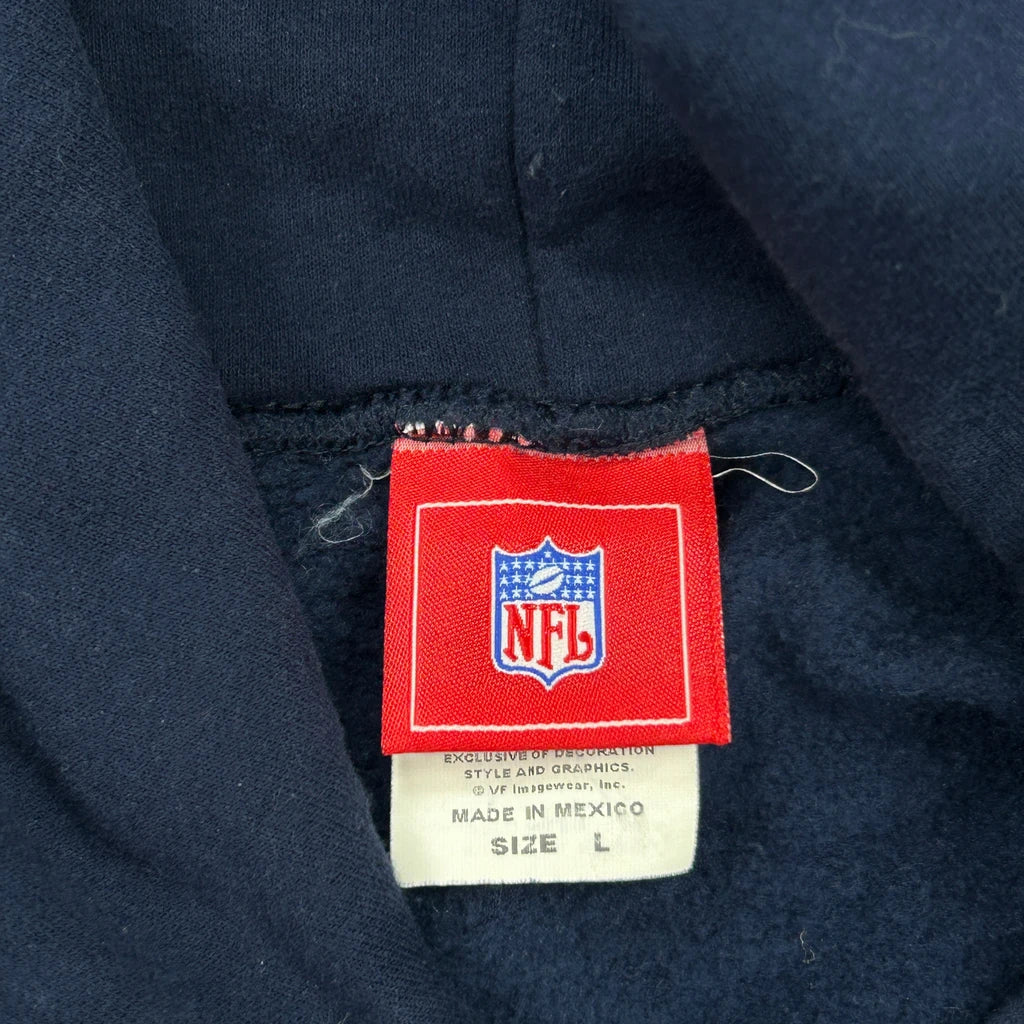 NFL
EXCLUSIVE OF DECORATION
STYLE AND GRAPHICS.
© VF Imagewear, Inc.
MADE IN MEXICO
SIZE L